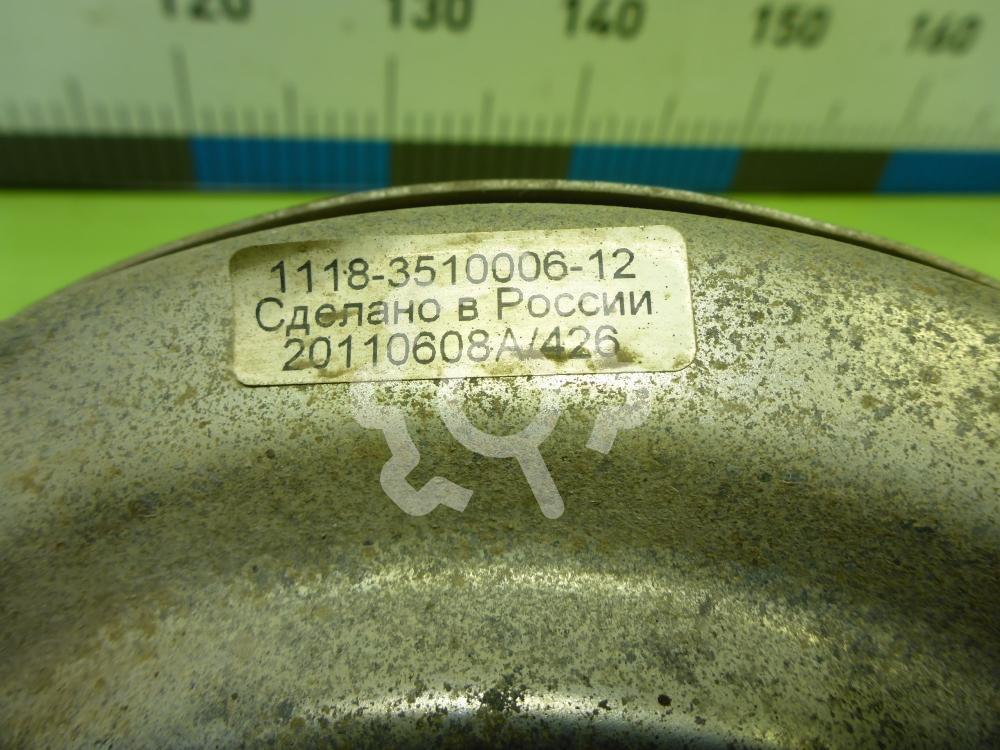 120 130 140 150 160
1118-3510006-12
Сделано в России
20110608A/426